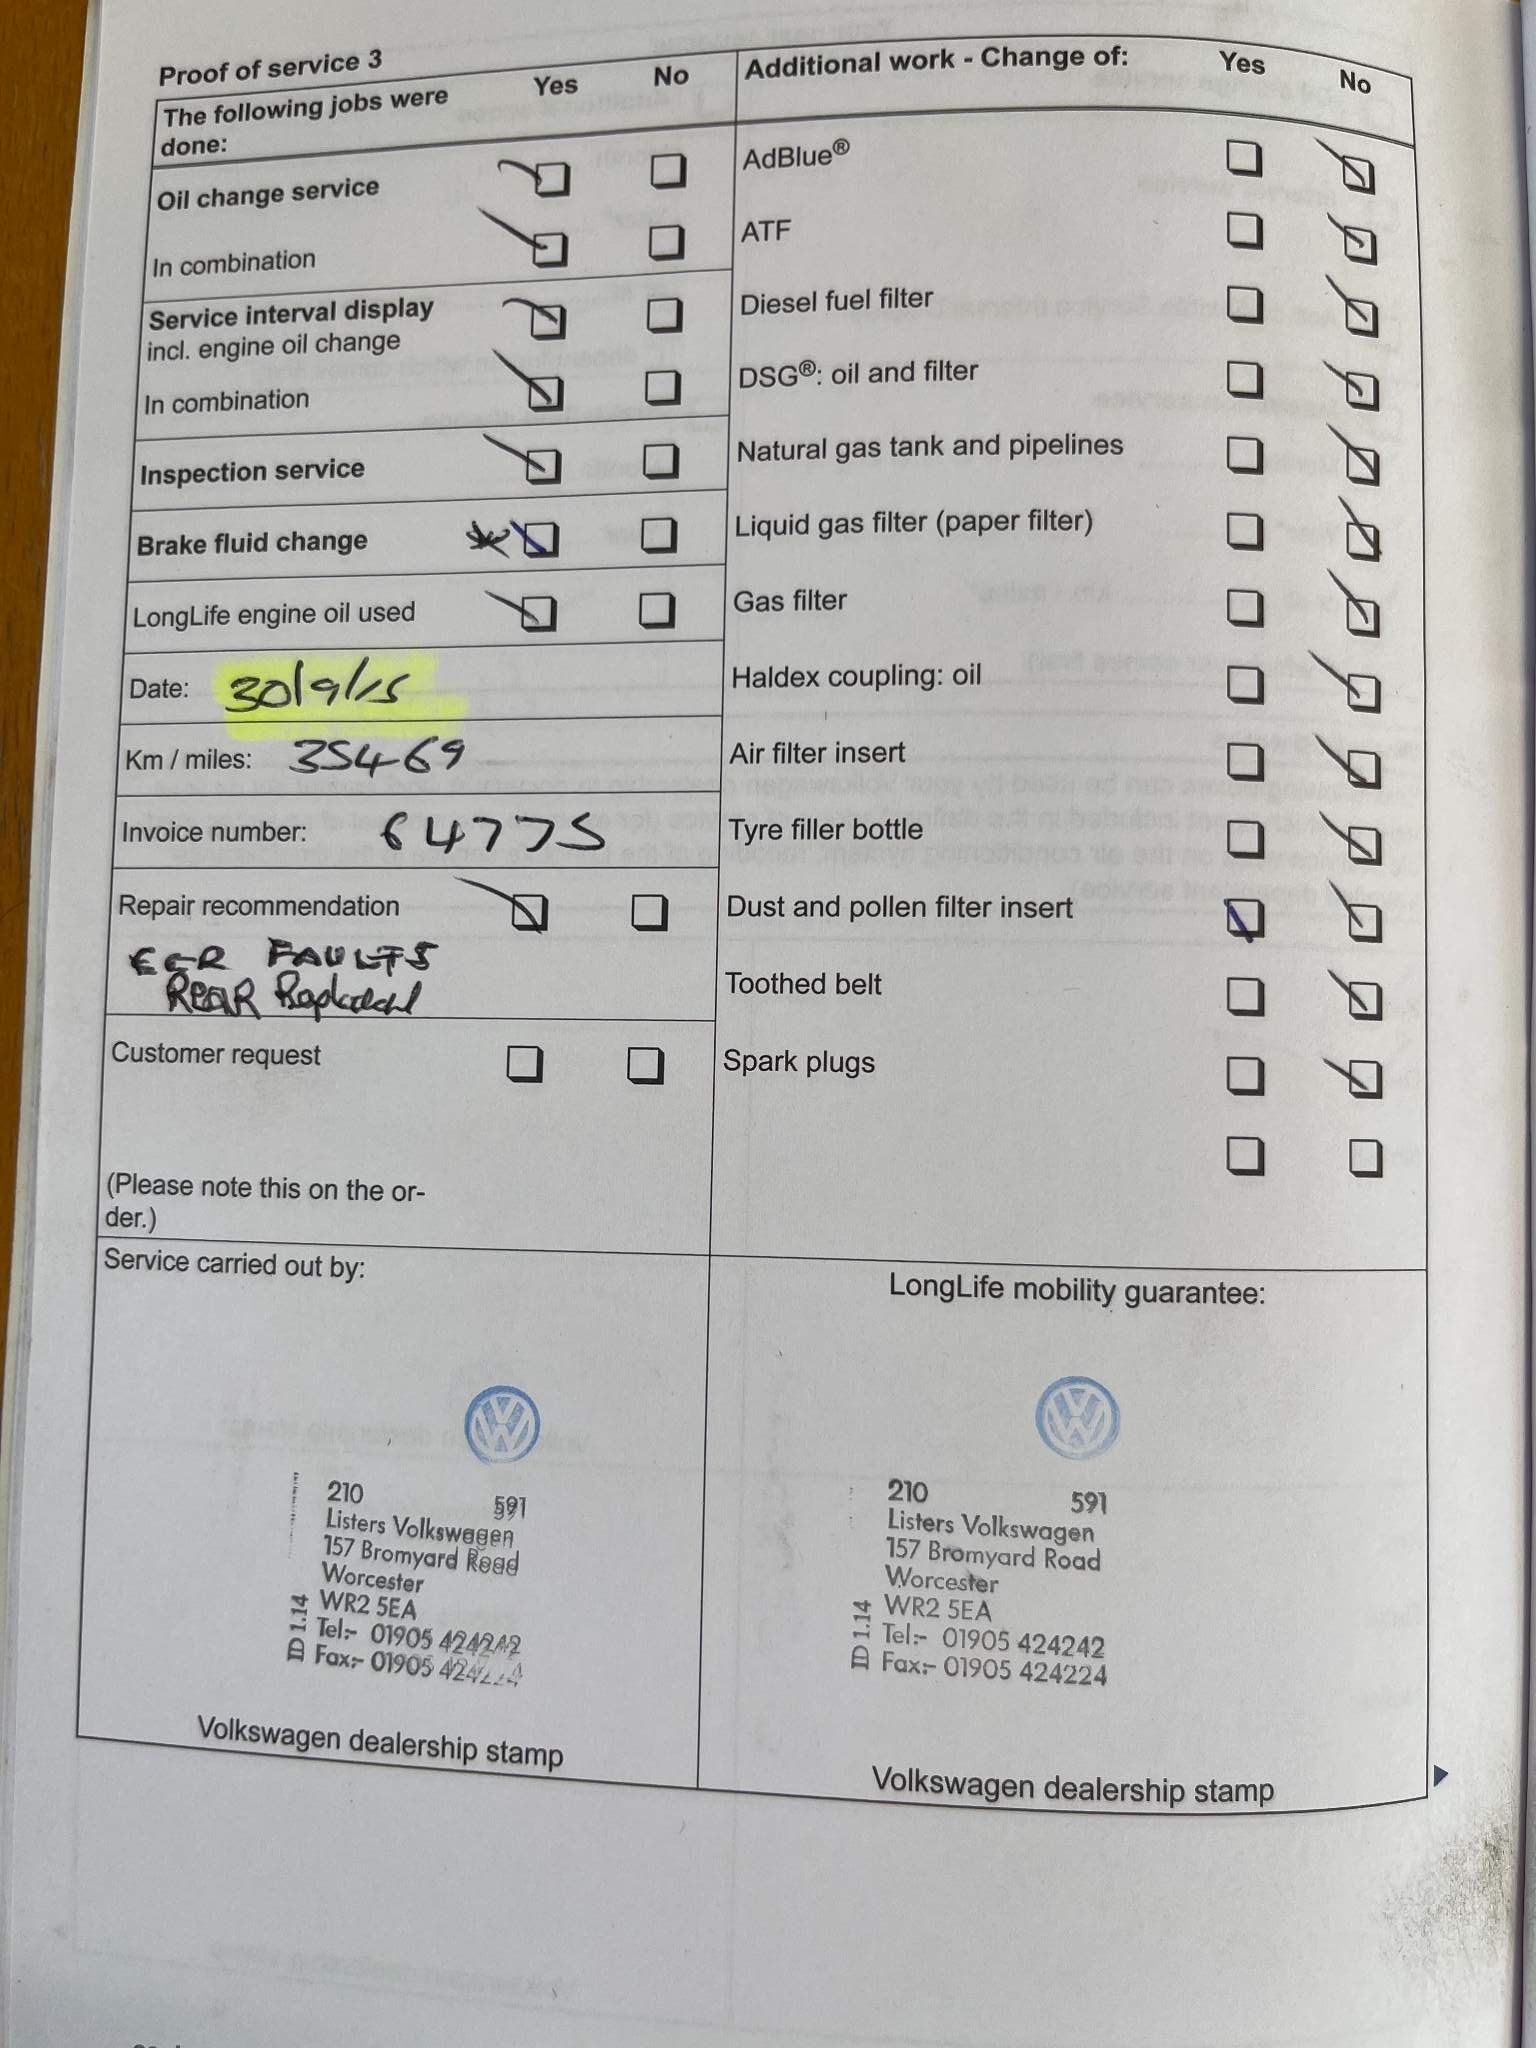 Proof of service 3
The following jobs were
done:
Yes
No
Oil change service
In combination
Service interval display
incl. engine oil change
In combination
Inspection service
Brake fluid change
LongLife engine oil used
Date: 30/9/15
Km / miles: 35469
Invoice number: 64775
Repair recommendation
FAULTS
REAR
Customer request
(Please note this on the or-
der.)
Additional work - Change of:
Yes
No
AdBlue®
ATF
Diesel fuel filter
DSG®: oil and filter
Natural gas tank and pipelines
Liquid gas filter (paper filter)
Gas filter
Haldex coupling: oil
Air filter insert
Tyre filler bottle
Dust and pollen filter insert
Toothed belt
Spark plugs
Service carried out by:
VW
210 591
Listers Volkswagen
157 Bromyard Road
Worcester
WR2 5EA
Tel:- 01905 424242
Fax:- 01905 424224
ID 1.14
Volkswagen dealership stamp
LongLife mobility guarantee:
VW
210 591
Listers Volkswagen
157 Bromyard Road
Worcester
WR2 5EA
Tel:- 01905 424242
Fax:- 01905 424224
ID 1.14
Volkswagen dealership stamp